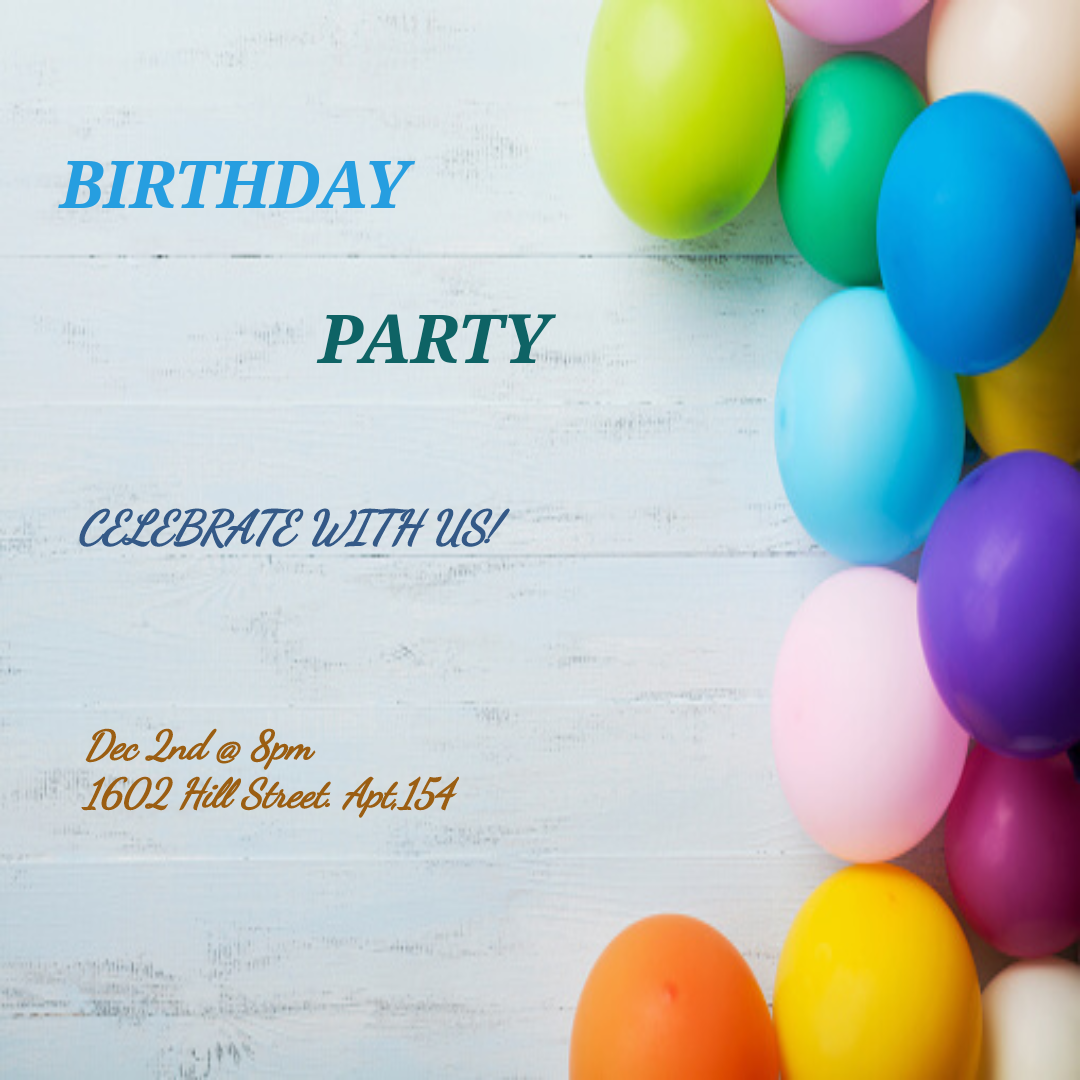 BIRTHDAY
PARTY
CELEBRATE WITH US!
Dec 2nd @ 8pm
1602 Hill Street. Apt.154